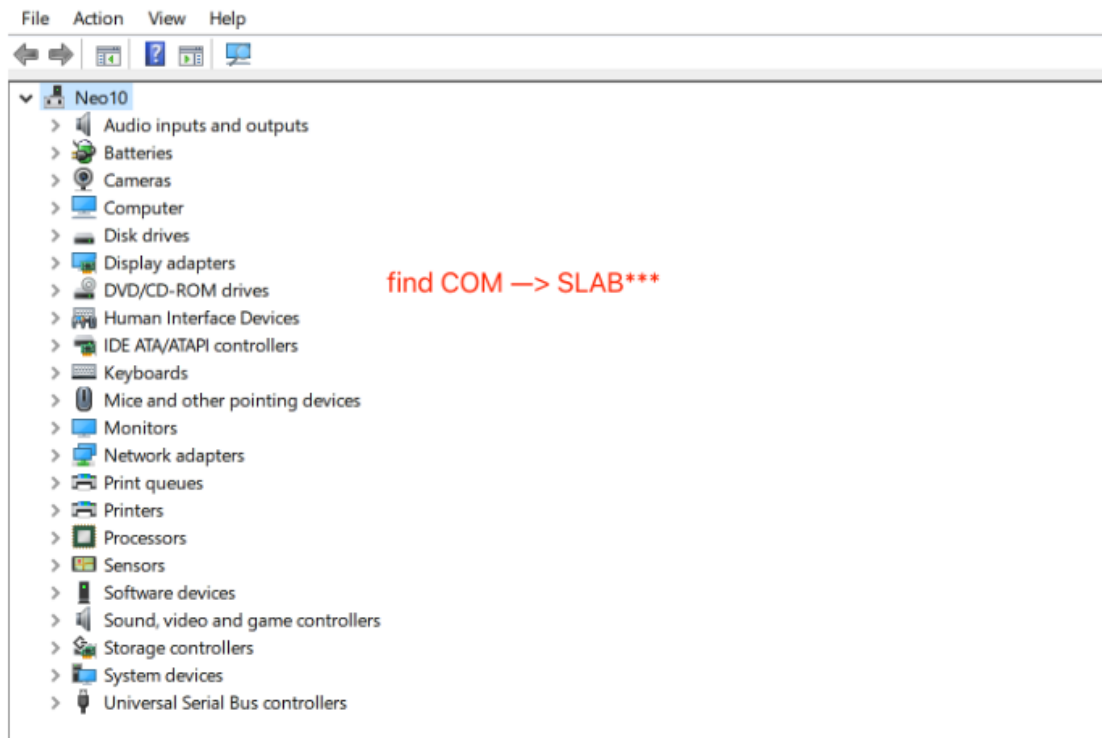 File Action View Help
Neo10
Audio inputs and outputs
Batteries
Cameras
Computer
Disk drives
Display adapters
find COM —> SLAB***
DVD/CD-ROM drives
Human Interface Devices
IDE ATA/ATAPI controllers
Keyboards
Mice and other pointing devices
Monitors
Network adapters
Print queues
Printers
Processors
Sensors
Software devices
Sound, video and game controllers
Storage controllers
System devices
Universal Serial Bus controllers